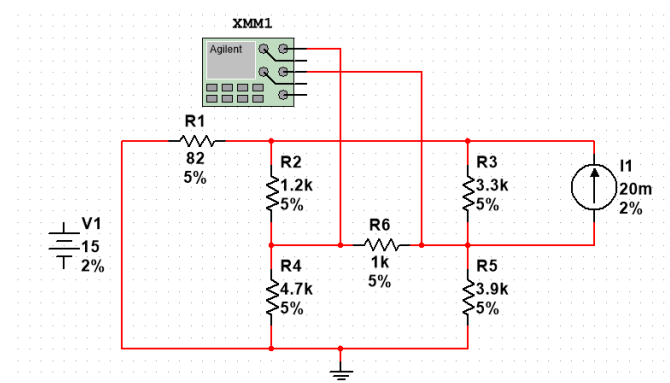 XMM1
Agilent
R1
82
5%
R2
1.2k
5%
R3
3.3k
5%
I1
20m
2%
V1
15
2%
R6
1k
5%
R4
4.7k
5%
R5
3.9k
5%